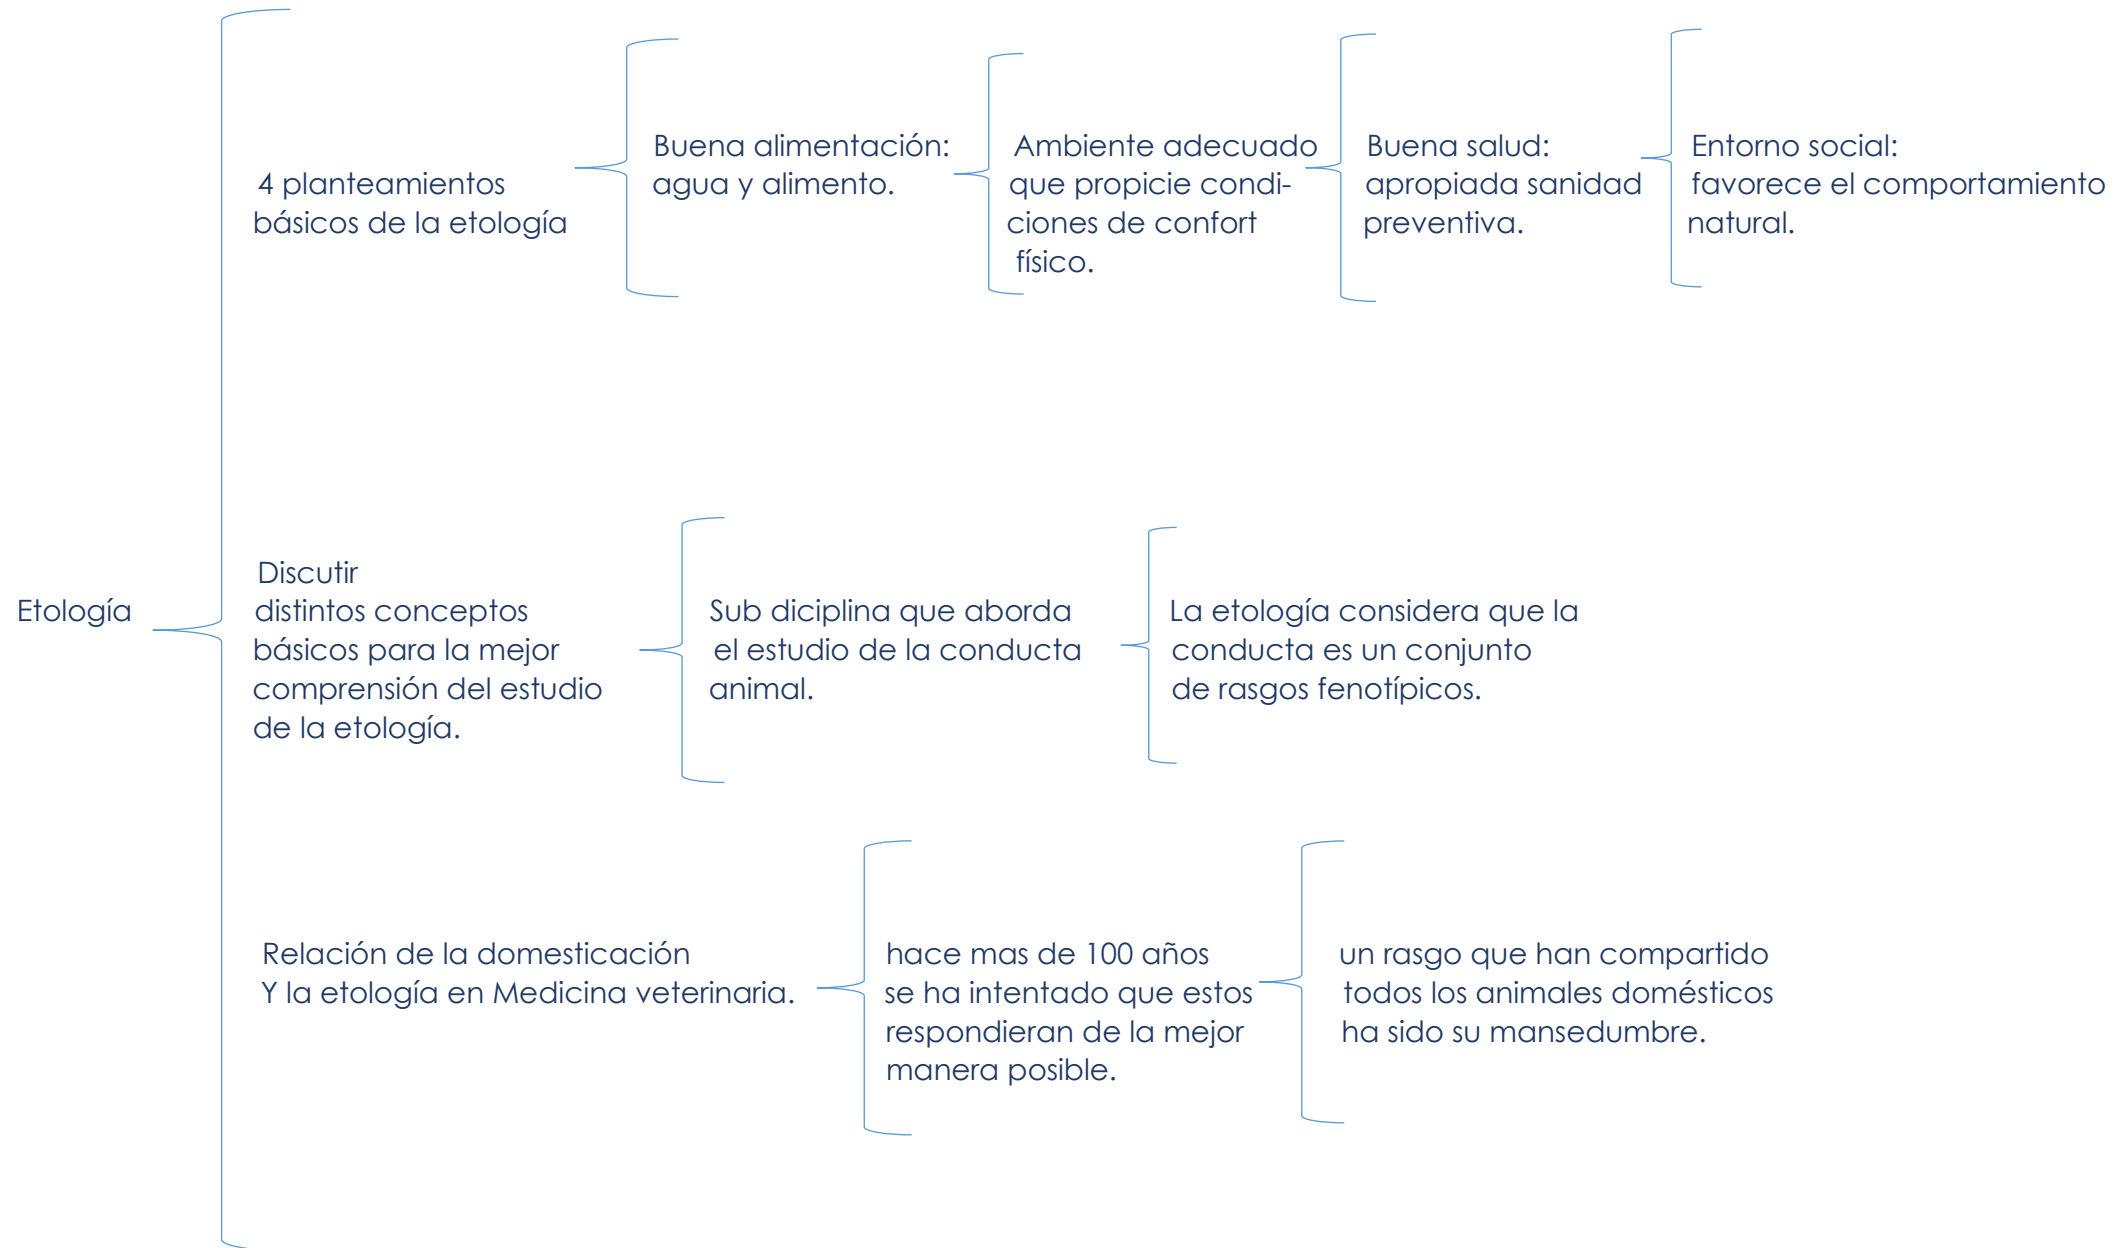 Etología
4 planteamientos
básicos de la etología
Buena alimentación:
agua y alimento.
Ambiente adecuado
que propicie condi-
ciones de confort
físico.
Buena salud:
apropiada sanidad
preventiva.
Entorno social:
favorece el comportamiento
natural.
Discutir
distintos conceptos
básicos para la mejor
comprensión del estudio
de la etología.
Sub diciplina que aborda
el estudio de la conducta
animal.
La etología considera que la
conducta es un conjunto
de rasgos fenotípicos.
Relación de la domesticación
Y la etología en Medicina veterinaria.
hace mas de 100 años
se ha intentado que estos
respondieran de la mejor
manera posible.
un rasgo que han compartido
todos los animales domésticos
ha sido su mansedumbre.